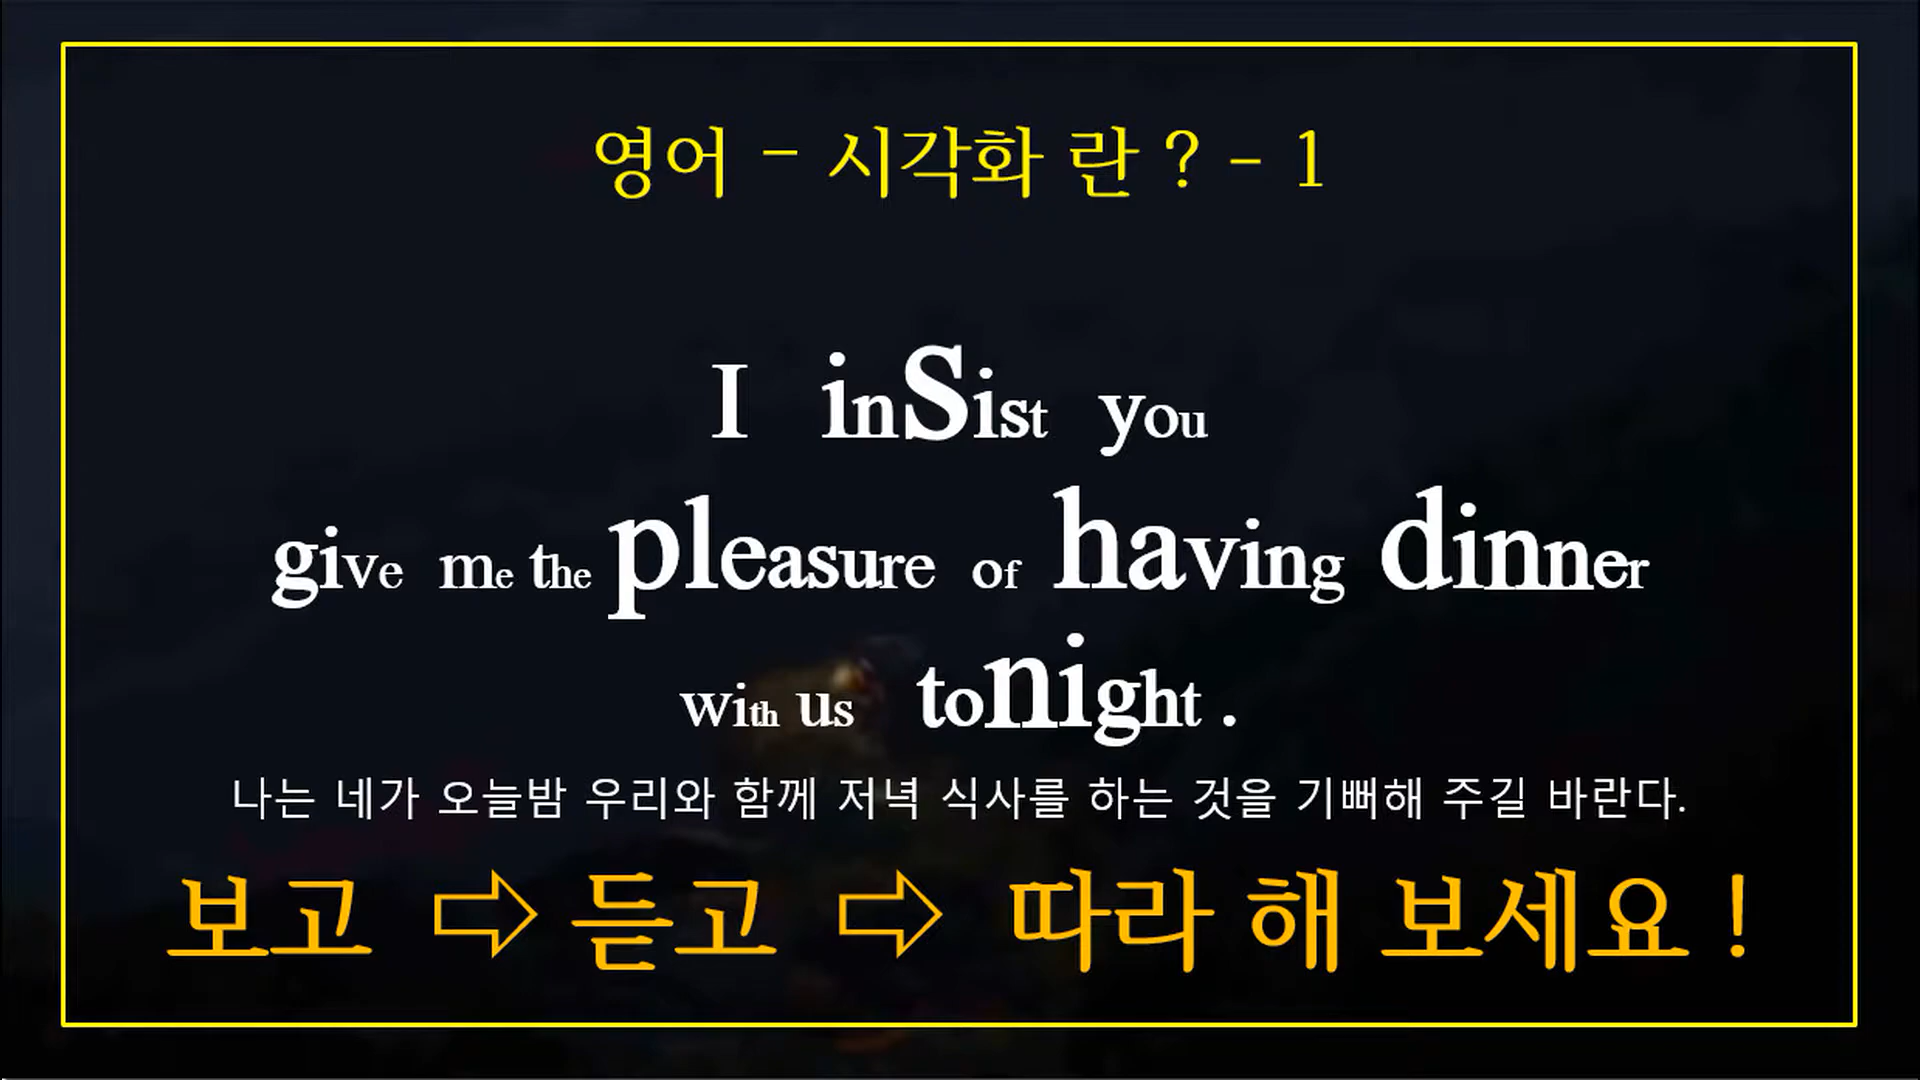 영어 - 시각화 란 ? - 1
I inSist you
give me the pleasure of having dinner
with us tonight .
나는 네가 오늘밤 우리와 함께 저녁 식사를 하는 것을 기뻐해 주길 바란다.
보고 ⇨ 듣고 ⇨ 따라 해 보세요 !